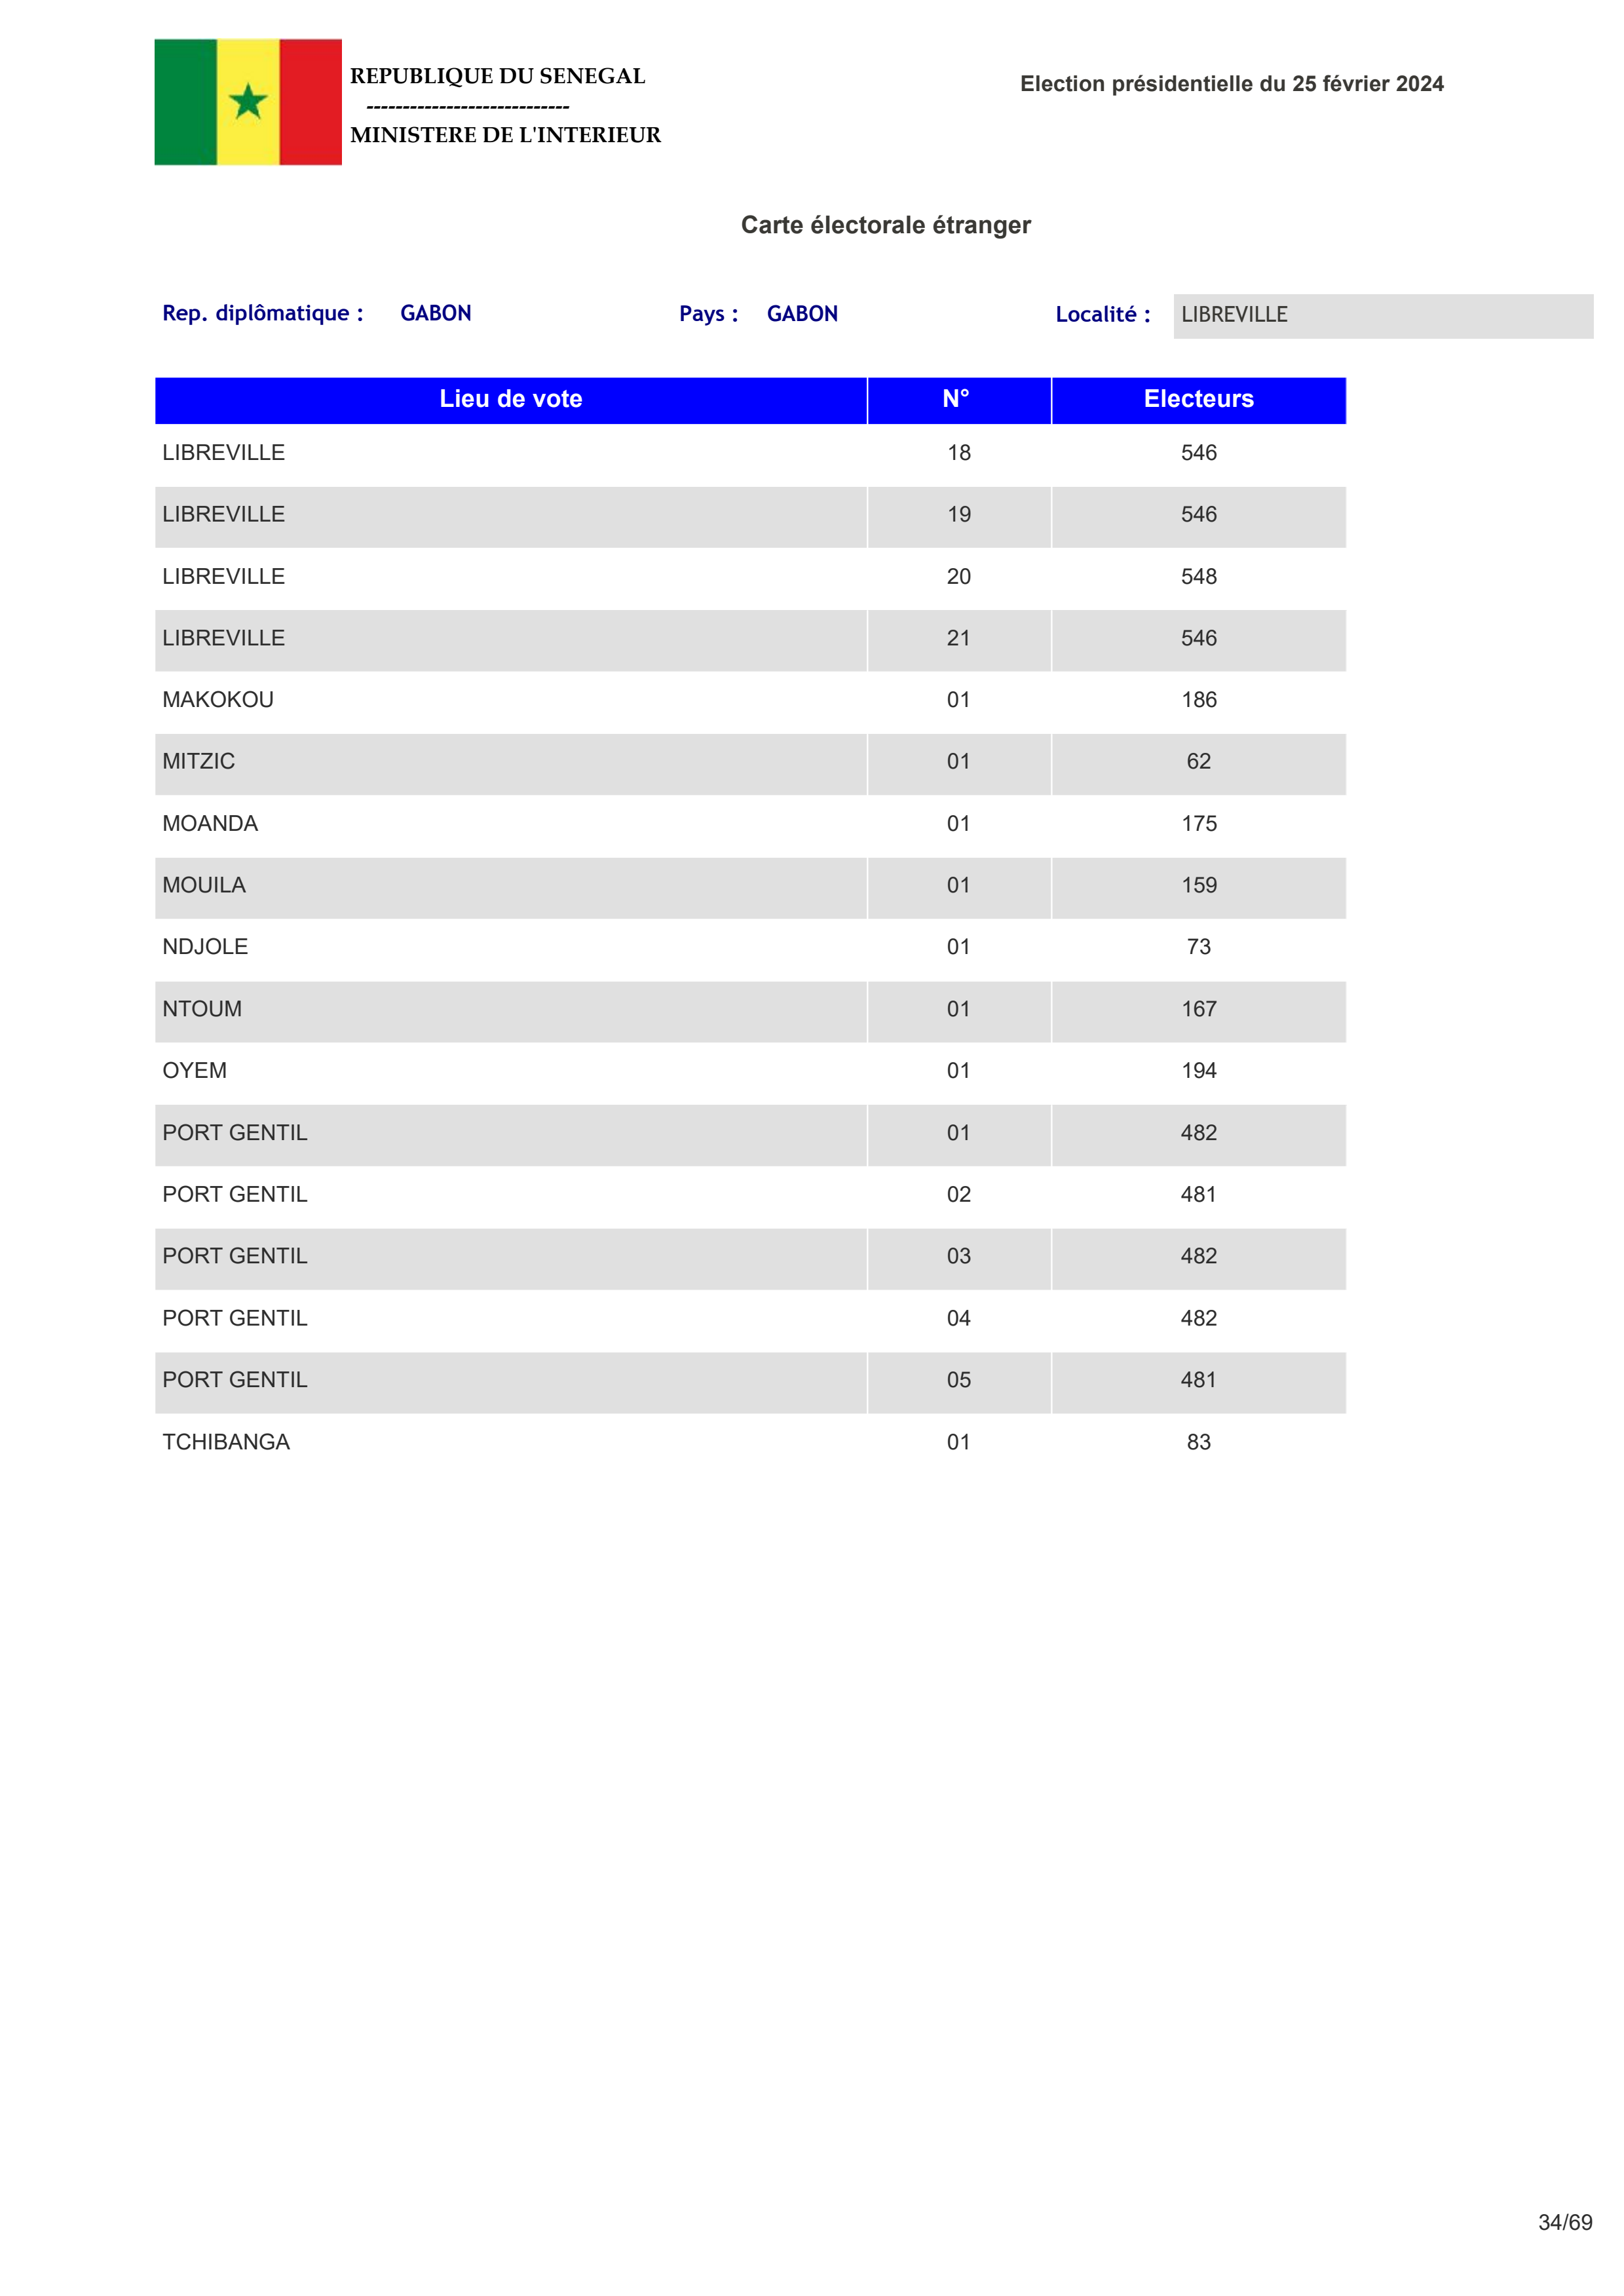 REPUBLIQUE DU SENEGAL
----------------------------
MINISTERE DE L'INTERIEUR
Election présidentielle du 25 février 2024
Carte électorale étranger
Rep. diplômatique : GABON Pays : GABON Localité : LIBREVILLE
Lieu de vote N° Electeurs
LIBREVILLE 18 546
LIBREVILLE 19 546
LIBREVILLE 20 548
LIBREVILLE 21 546
MAKOKOU 01 186
MITZIC 01 62
MOANDA 01 175
MOUILA 01 159
NDJOLE 01 73
NTOUM 01 167
OYEM 01 194
PORT GENTIL 01 482
PORT GENTIL 02 481
PORT GENTIL 03 482
PORT GENTIL 04 482
PORT GENTIL 05 481
TCHIBANGA 01 83
34/69